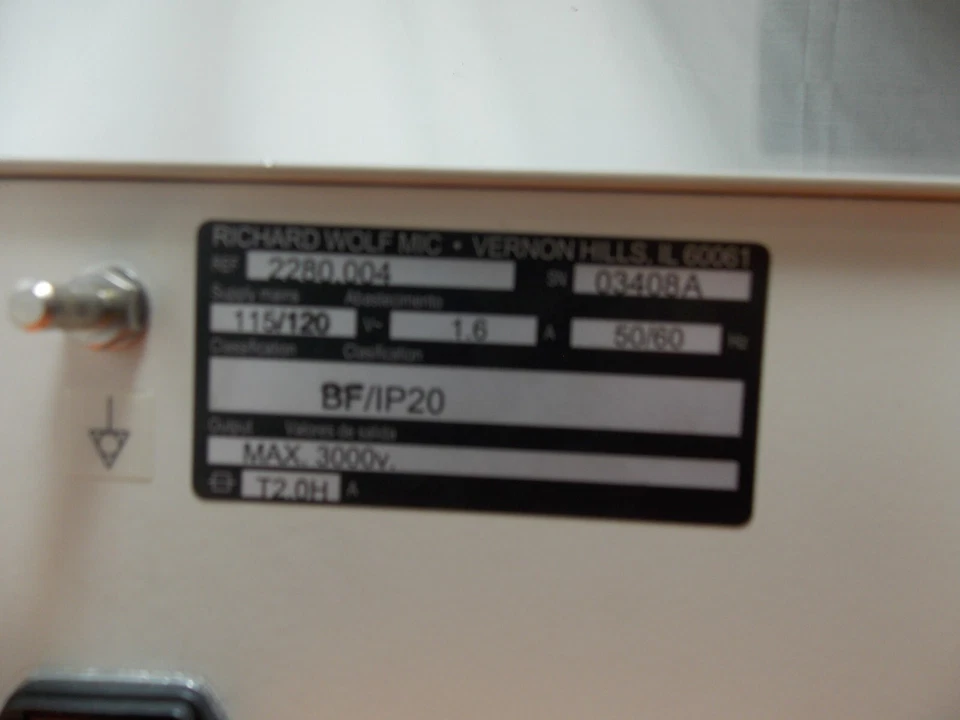 RICHARD WOLF MIC • VERNON HILLS, IL 60061
REF 2280.004 SN 03408A
Supply mains Abastecimento
115/120 V~ 1.6 A 50/60 Hz
Classification Clasification
BF/IP20
Output Valores de salida
MAX. 3000v.
T2.0H A